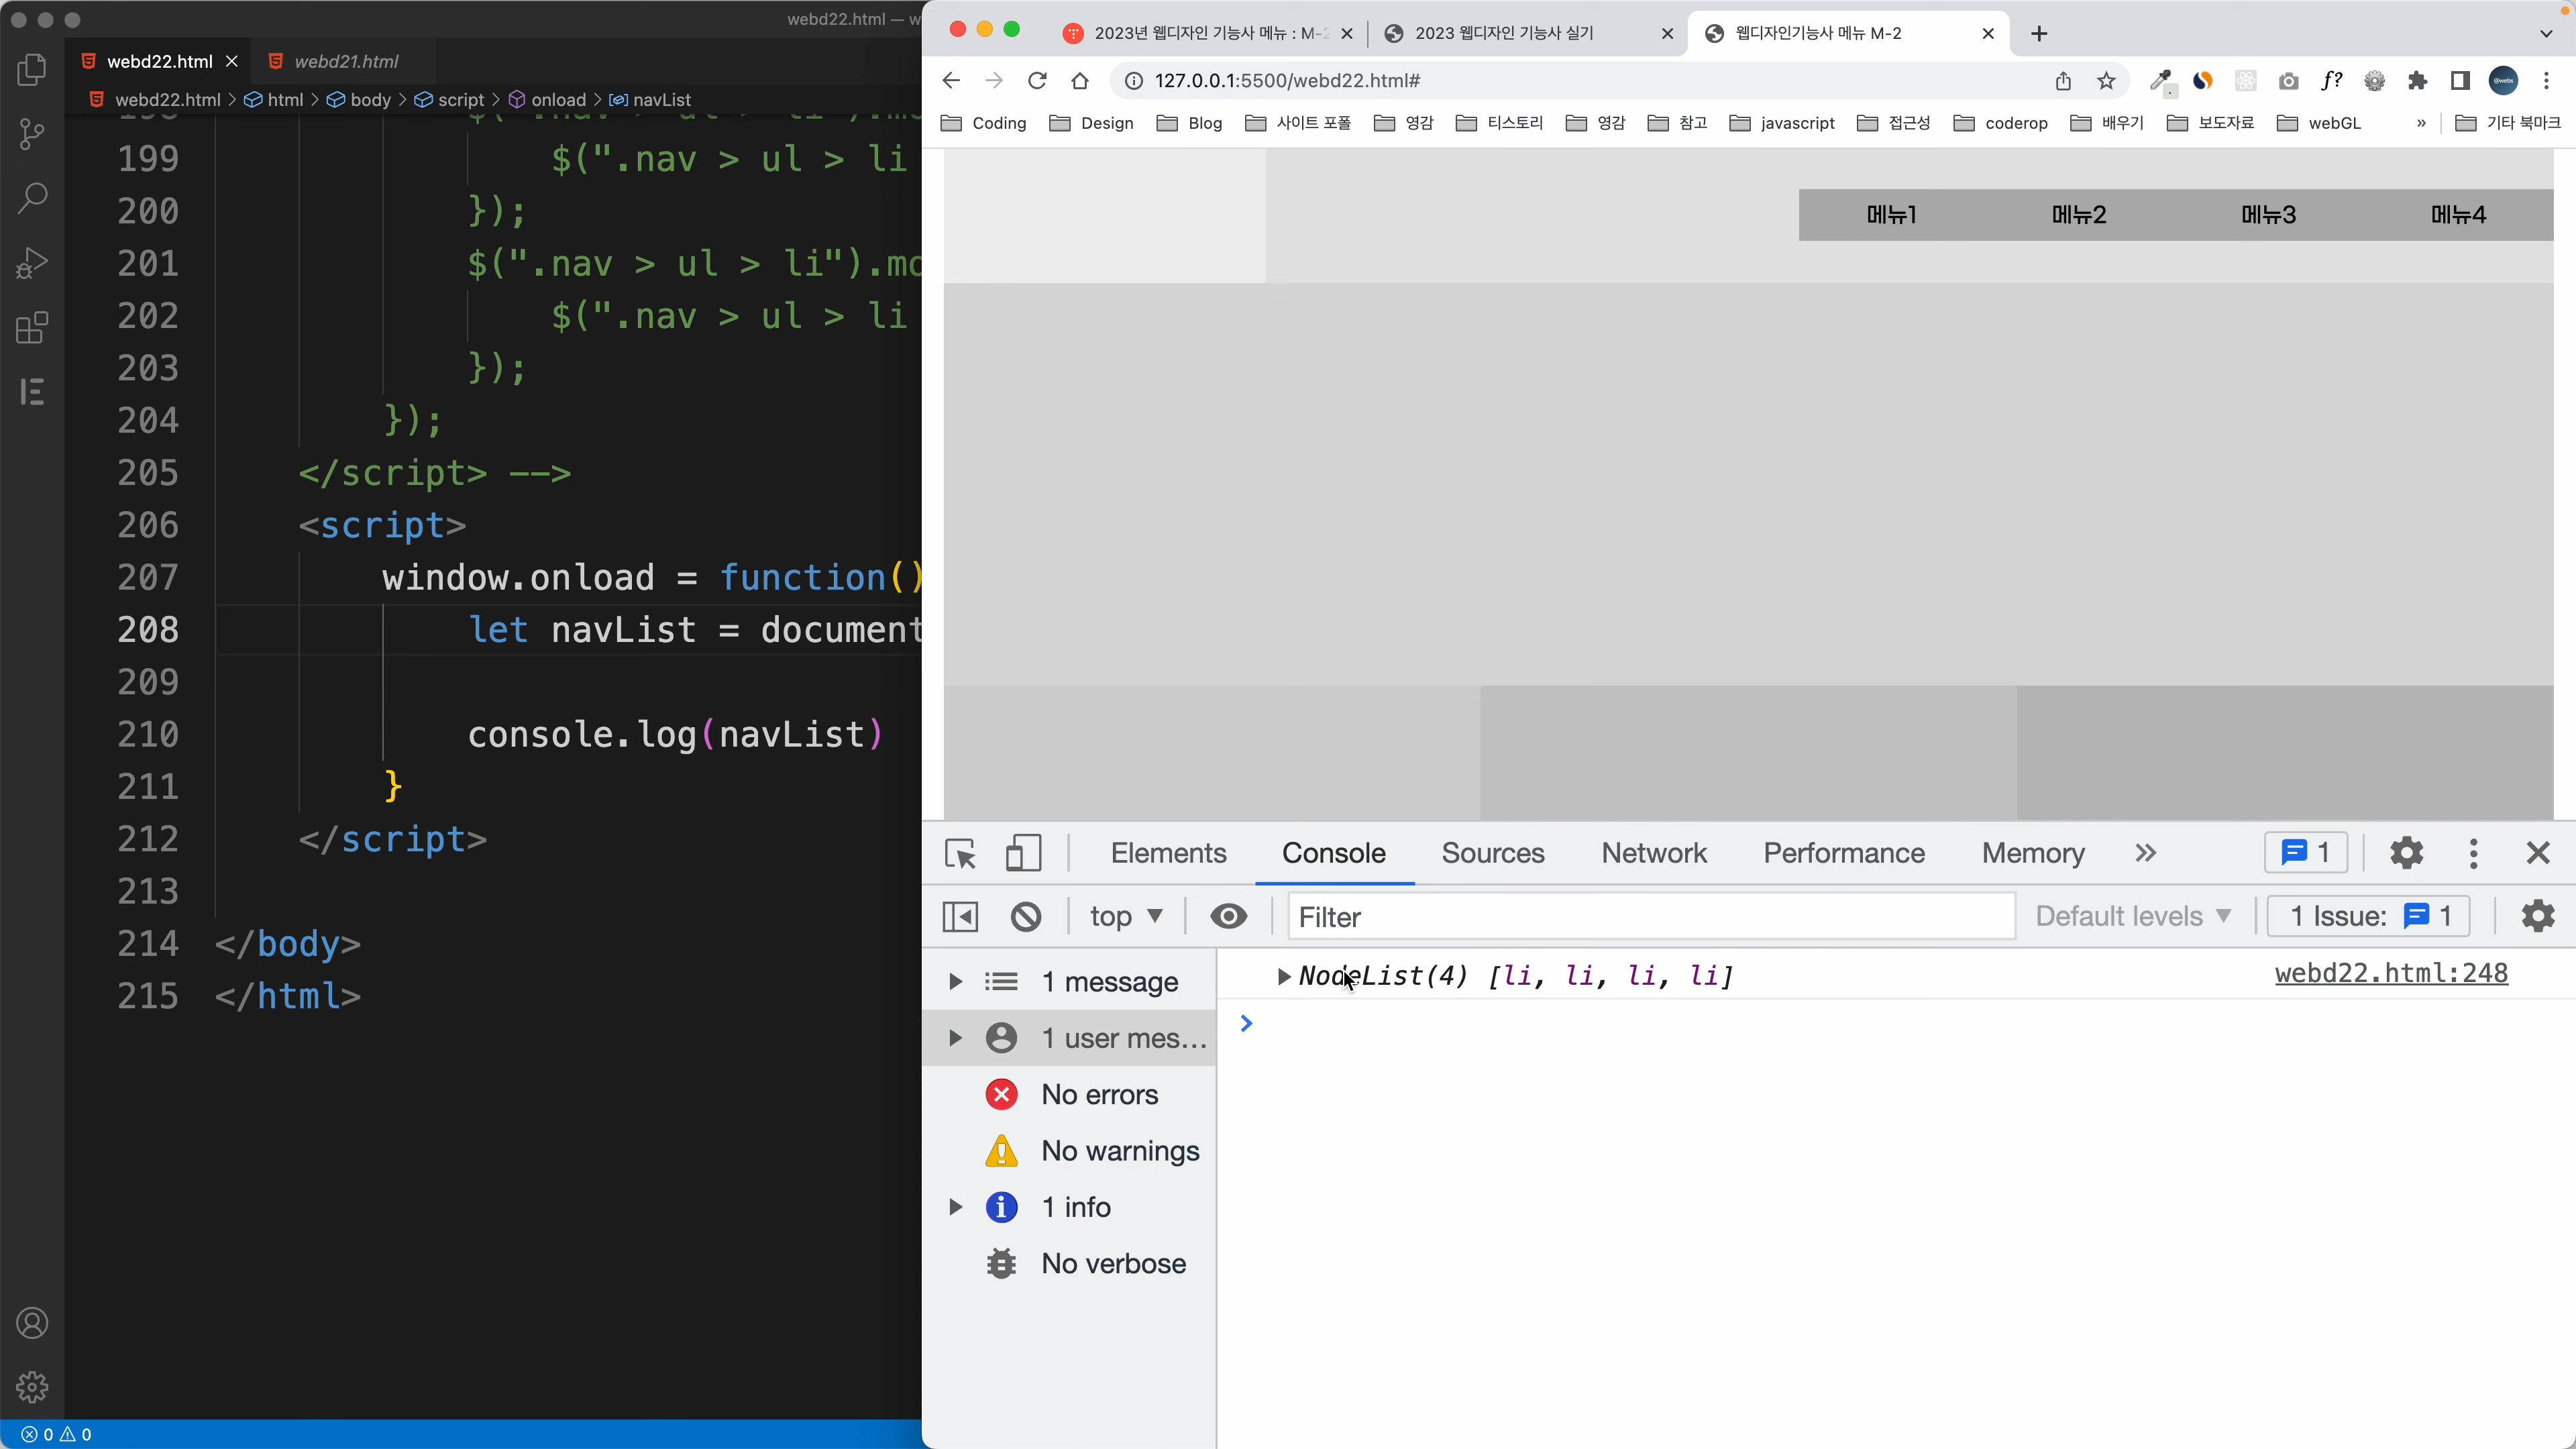 webd22.html — w
webd22.html
webd21.html
webd22.html > html > body > script > onload > navList
199 $(".nav > ul > li
200 });
201 $(".nav > ul > li").mo
202 $(".nav > ul > li
203 });
204 });
205 </script> -->
206 <script>
207 window.onload = function()
208 let navList = document
209
210 console.log(navList)
211 }
212 </script>
213
214 </body>
215 </html>
0 0
2023년 웹디자인 기능사 메뉴 : M-2
2023 웹디자인 기능사 실기
웹디자인기능사 메뉴 M-2
127.0.0.1:5500/webd22.html#
f?
Coding
Design
Blog
사이트 포폴
영감
티스토리
영감
참고
javascript
접근성
coderop
배우기
보도자료
webGL
»
기타 북마크
메뉴1
메뉴2
메뉴3
메뉴4
Elements
Console
Sources
Network
Performance
Memory
1
top
Filter
Default levels
1 Issue: 1
1 message
1 user mes…
No errors
No warnings
1 info
No verbose
NodeList(4) [li, li, li, li]
webd22.html:248